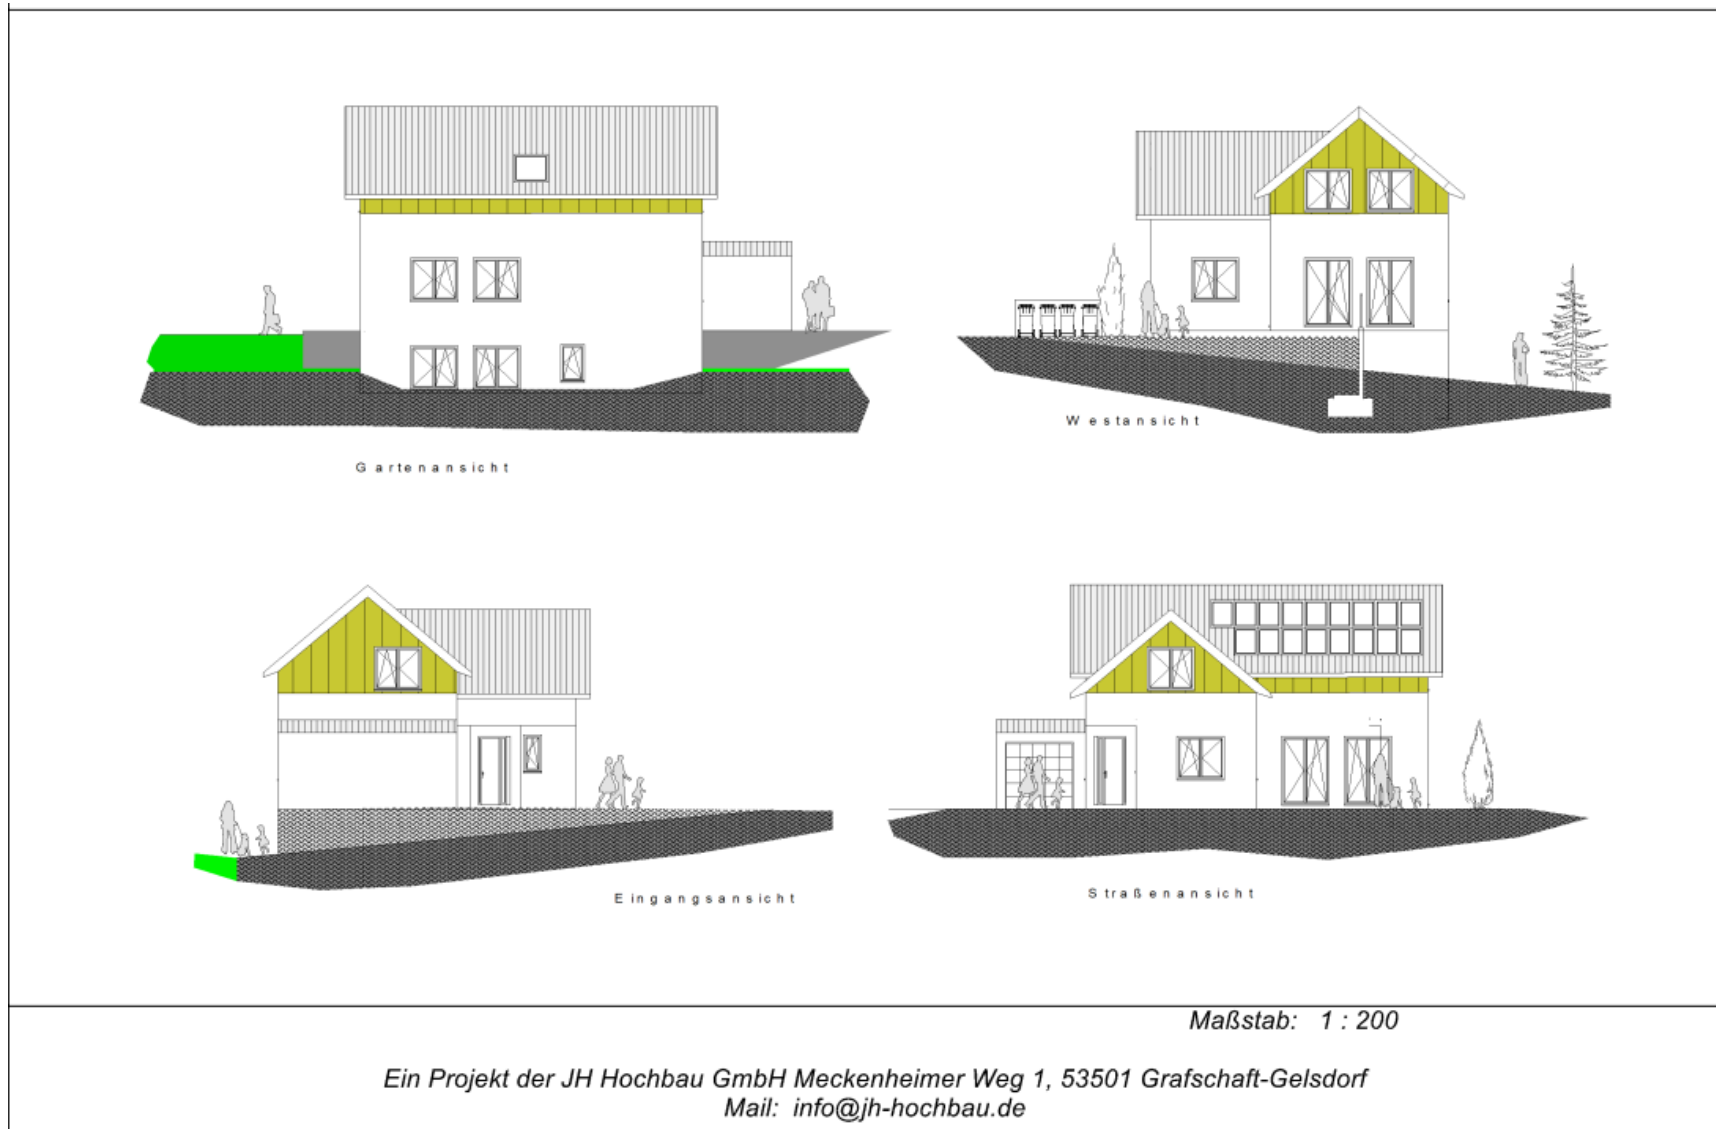 Gartenansicht
Westansicht
Eingangsansicht
Straßenansicht
Maßstab: 1 : 200
Ein Projekt der JH Hochbau GmbH Meckenheimer Weg 1, 53501 Grafschaft-Gelsdorf
Mail: info@jh-hochbau.de